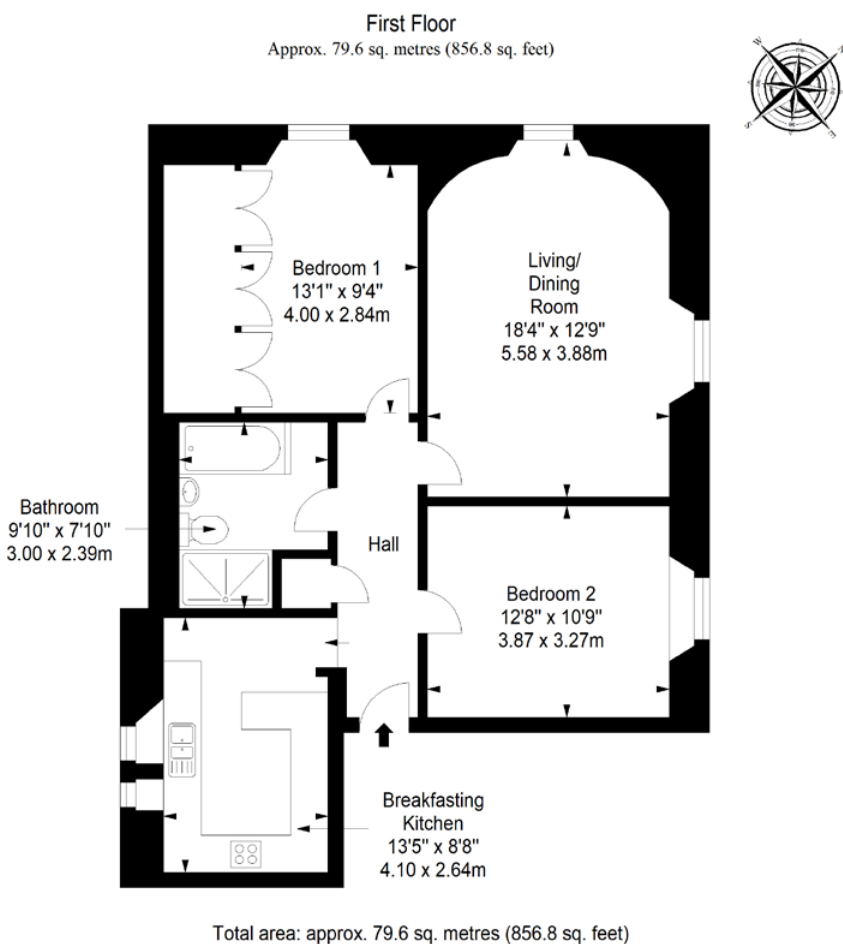 First Floor
Approx. 79.6 sq. metres (856.8 sq. feet)
W
N
S
E
Bedroom 1
13'1" x 9'4"
4.00 x 2.84m
Living/
Dining
Room
18'4" x 12'9"
5.58 x 3.88m
Bathroom
9'10" x 7'10"
3.00 x 2.39m
Hall
Bedroom 2
12'8" x 10'9"
3.87 x 3.27m
Breakfasting
Kitchen
13'5" x 8'8"
4.10 x 2.64m
Total area: approx. 79.6 sq. metres (856.8 sq. feet)